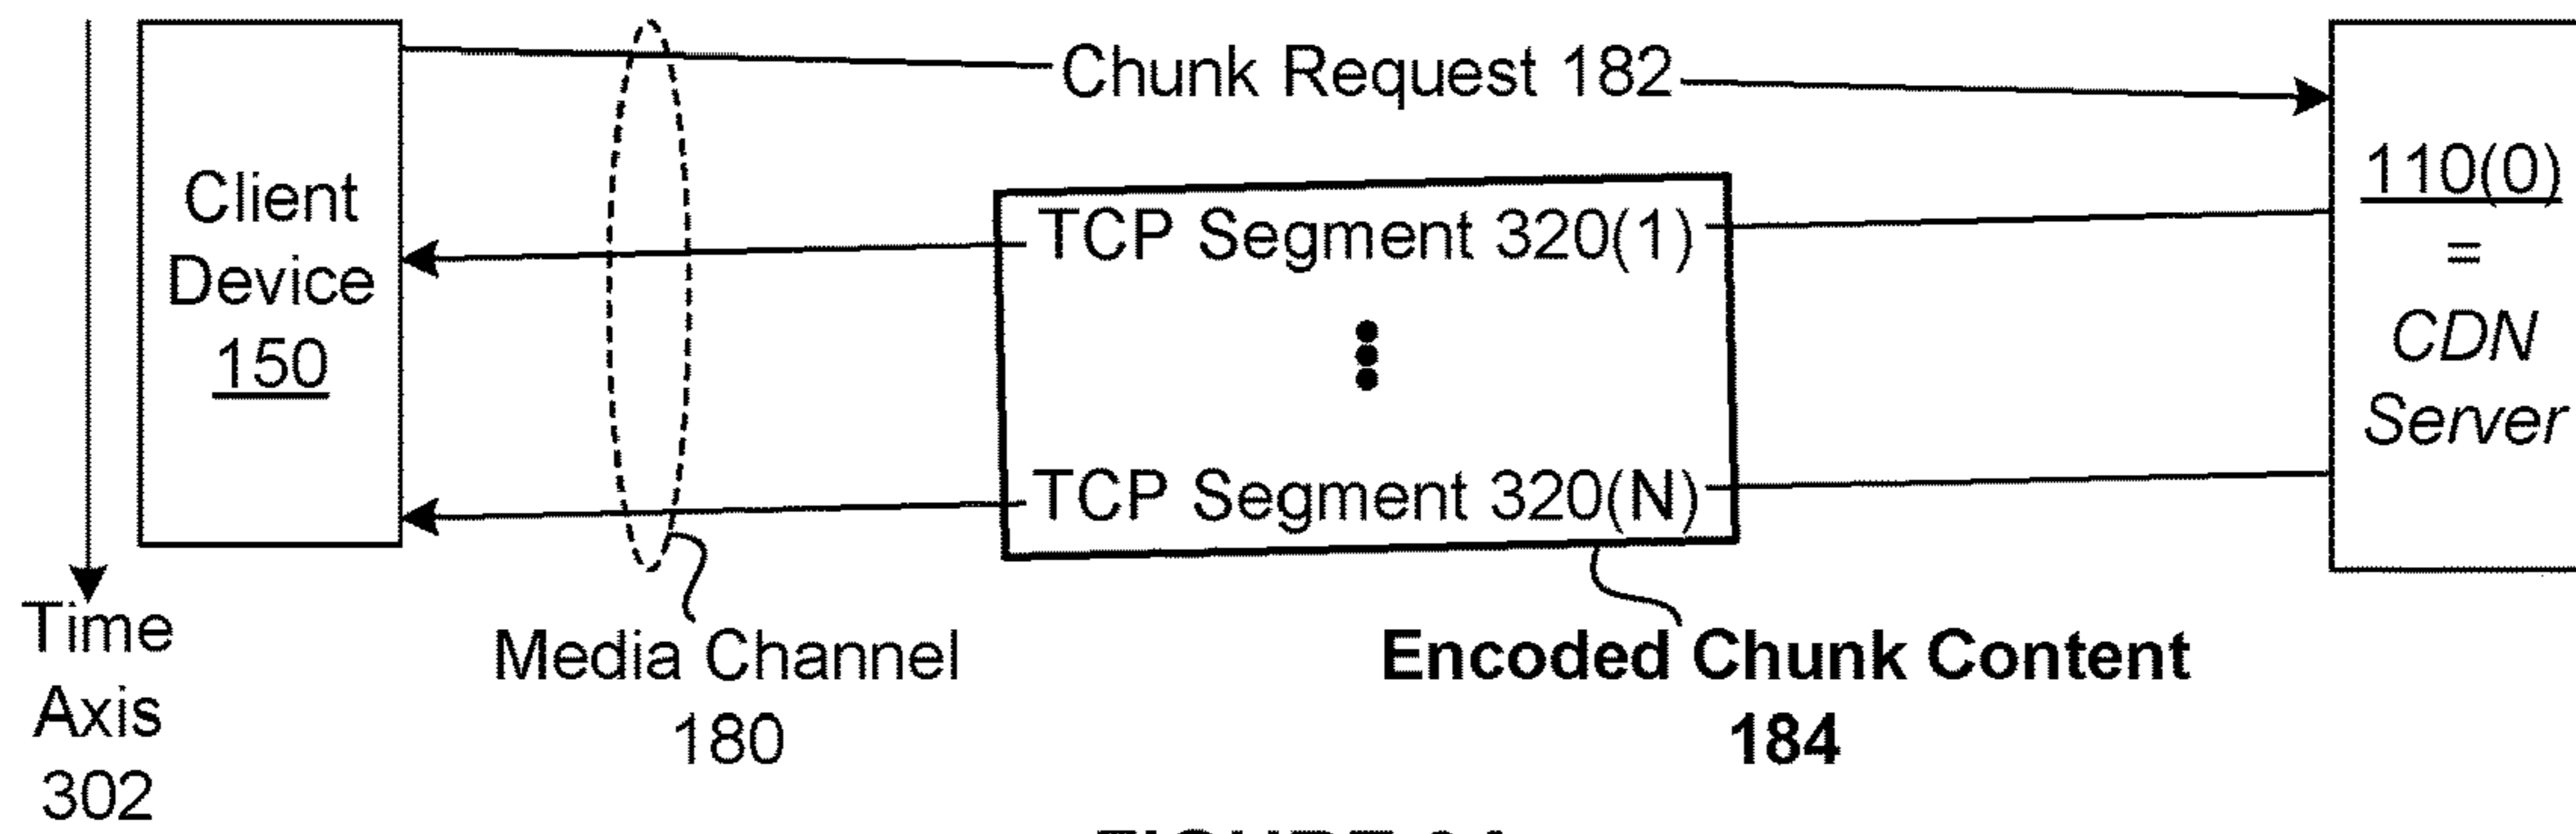 Chunk Request 182
Client
Device
150
TCP Segment 320(1)
TCP Segment 320(N)
110(0)
=
CDN
Server
Time
Axis
302
Media Channel
180
Encoded Chunk Content
184